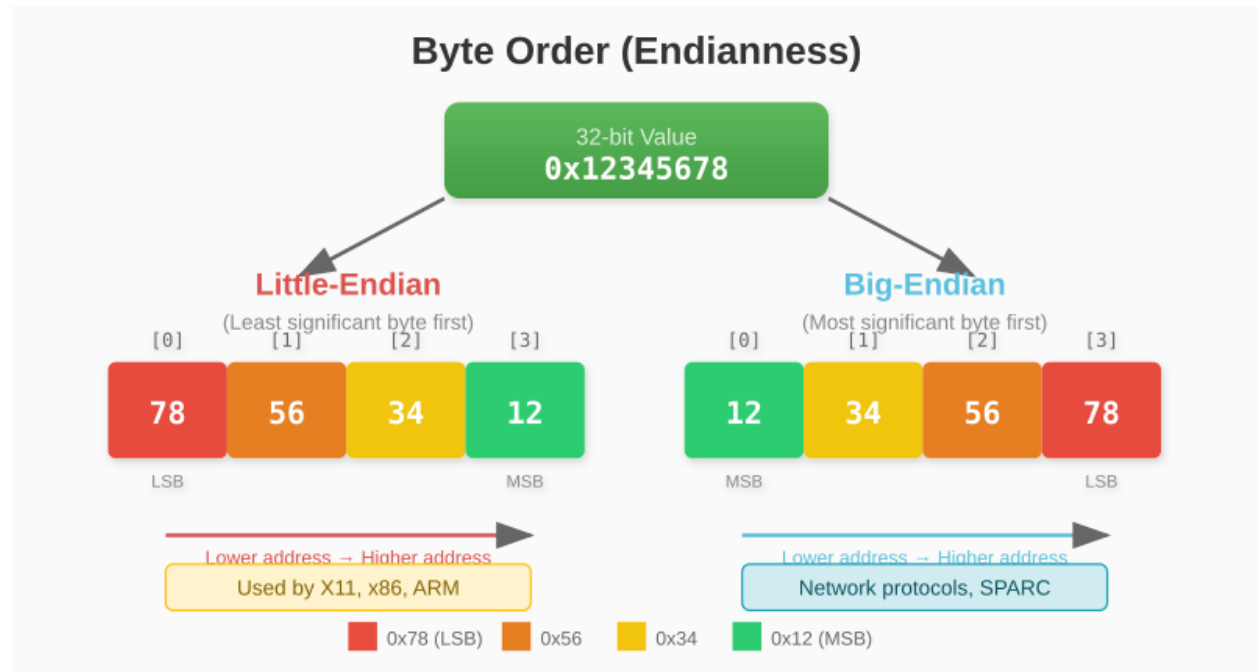 Byte Order (Endianness)
32-bit Value
0x12345678
Little-Endian
(Least significant byte first)
[0] [1] [2] [3]
78 56 34 12
LSB MSB
Lower address → Higher address
Used by X11, x86, ARM
Big-Endian
(Most significant byte first)
[0] [1] [2] [3]
12 34 56 78
MSB LSB
Lower address → Higher address
Network protocols, SPARC
0x78 (LSB) 0x56 0x34 0x12 (MSB)